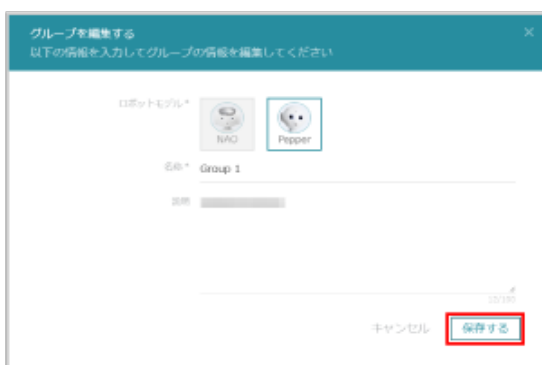 グループを編集する
以下の情報を入力してグループの情報を編集してください
ロボットモデル*
NAO
Pepper
名称*
Group 1
説明
10/100
キャンセル
保存する